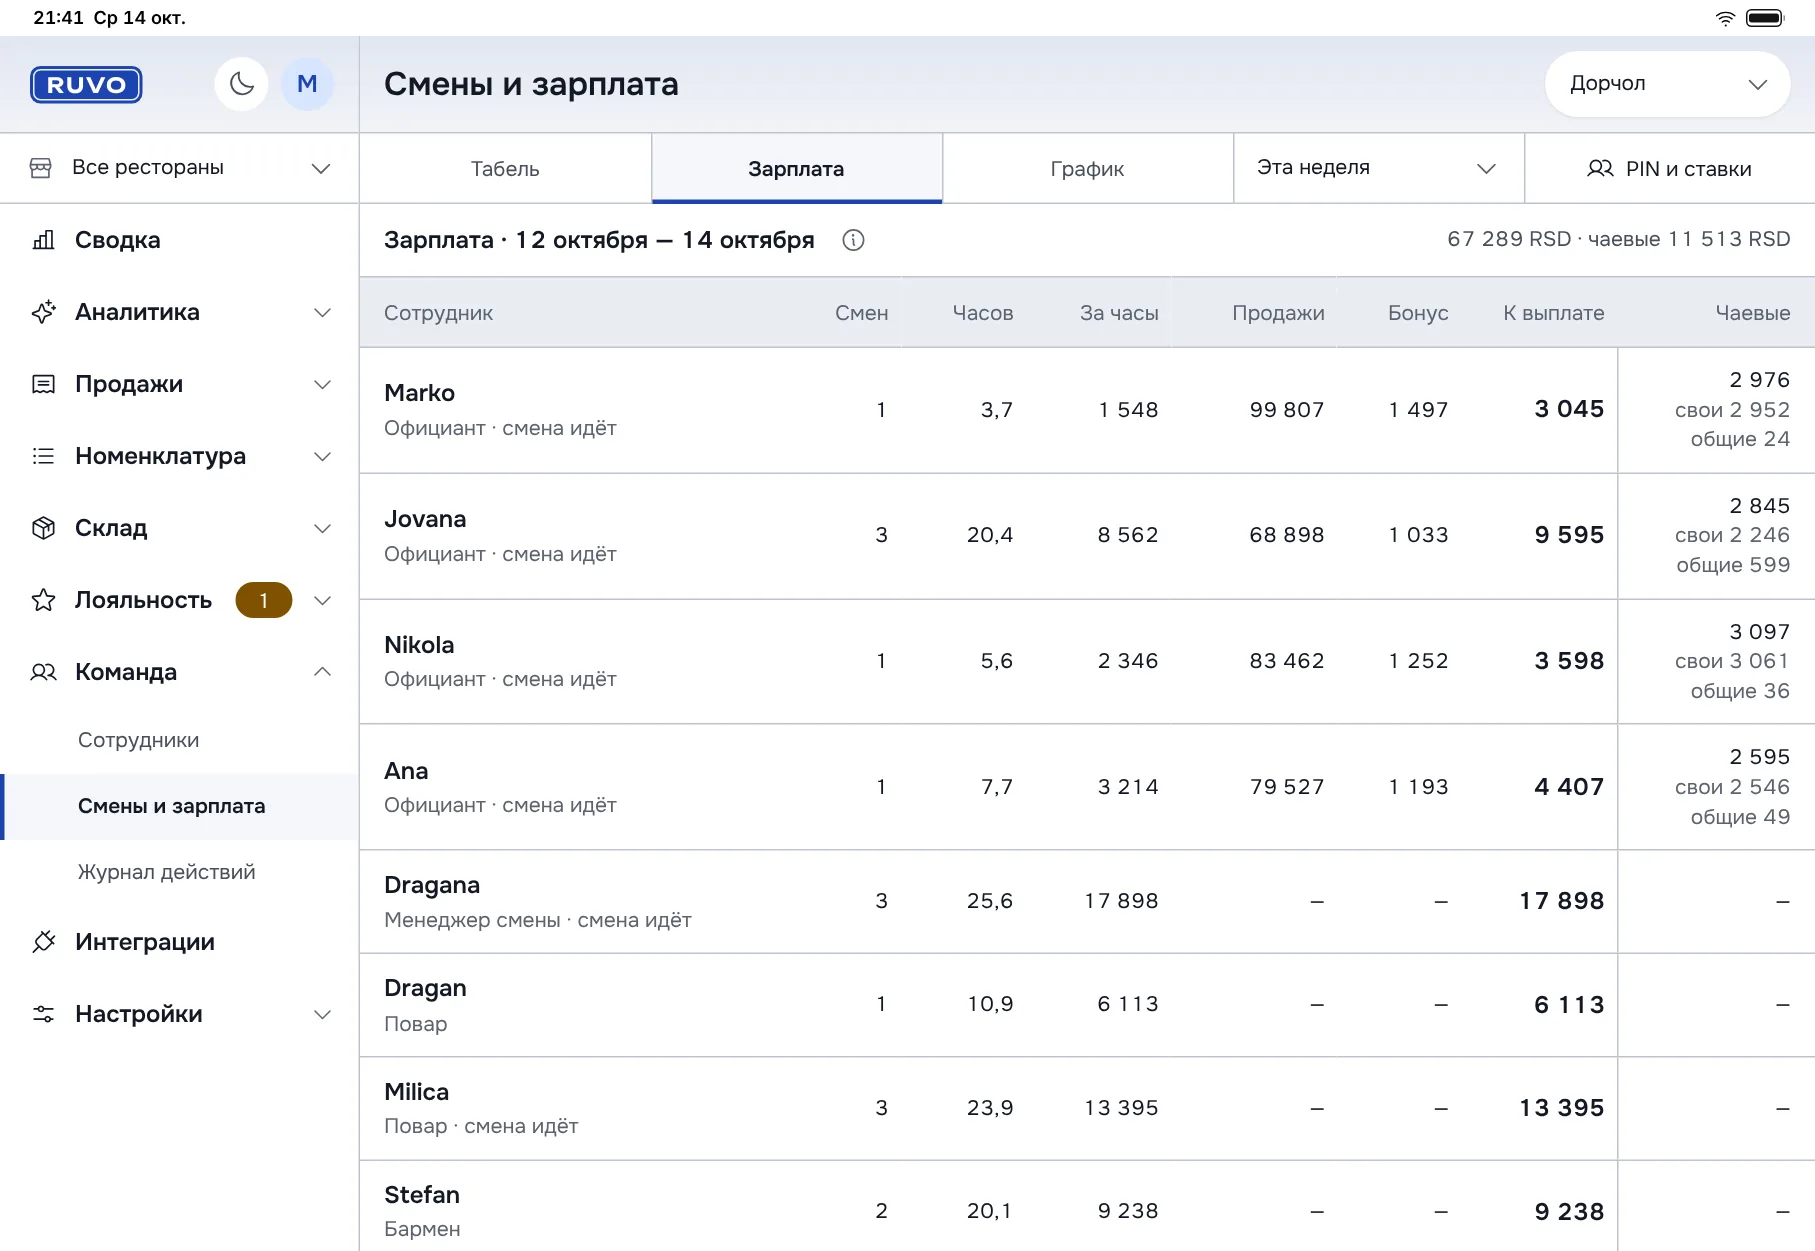 21:41 Ср 14 окт.
RUVO
М
Смены и зарплата
Дорчол
Все рестораны
Табель
Зарплата
График
Эта неделя
PIN и ставки
Сводка
Аналитика
Продажи
Номенклатура
Склад
Лояльность 1
Команда
Сотрудники
Смены и зарплата
Журнал действий
Интеграции
Настройки
Зарплата · 12 октября — 14 октября
67 289 RSD · чаевые 11 513 RSD
Сотрудник Смен Часов За часы Продажи Бонус К выплате Чаевые
Marko
Официант · смена идёт
1 3,7 1 548 99 807 1 497 3 045
2 976
свои 2 952
общие 24
Jovana
Официант · смена идёт
3 20,4 8 562 68 898 1 033 9 595
2 845
свои 2 246
общие 599
Nikola
Официант · смена идёт
1 5,6 2 346 83 462 1 252 3 598
3 097
свои 3 061
общие 36
Ana
Официант · смена идёт
1 7,7 3 214 79 527 1 193 4 407
2 595
свои 2 546
общие 49
Dragana
Менеджер смены · смена идёт
3 25,6 17 898 – – 17 898 –
Dragan
Повар
1 10,9 6 113 – – 6 113 –
Milica
Повар · смена идёт
3 23,9 13 395 – – 13 395 –
Stefan
Бармен
2 20,1 9 238 – – 9 238 –